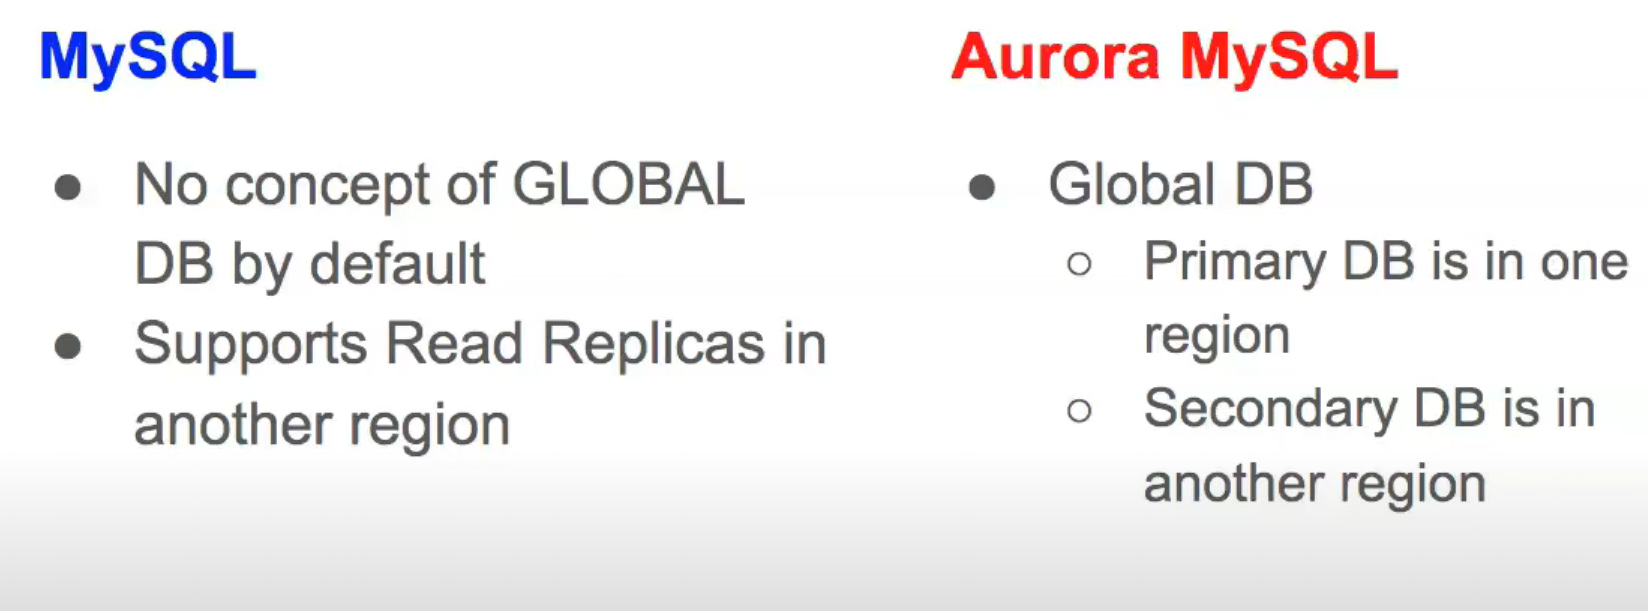 MySQL
● No concept of GLOBAL
DB by default
● Supports Read Replicas in
another region
Aurora MySQL
● Global DB
○ Primary DB is in one
region
○ Secondary DB is in
another region